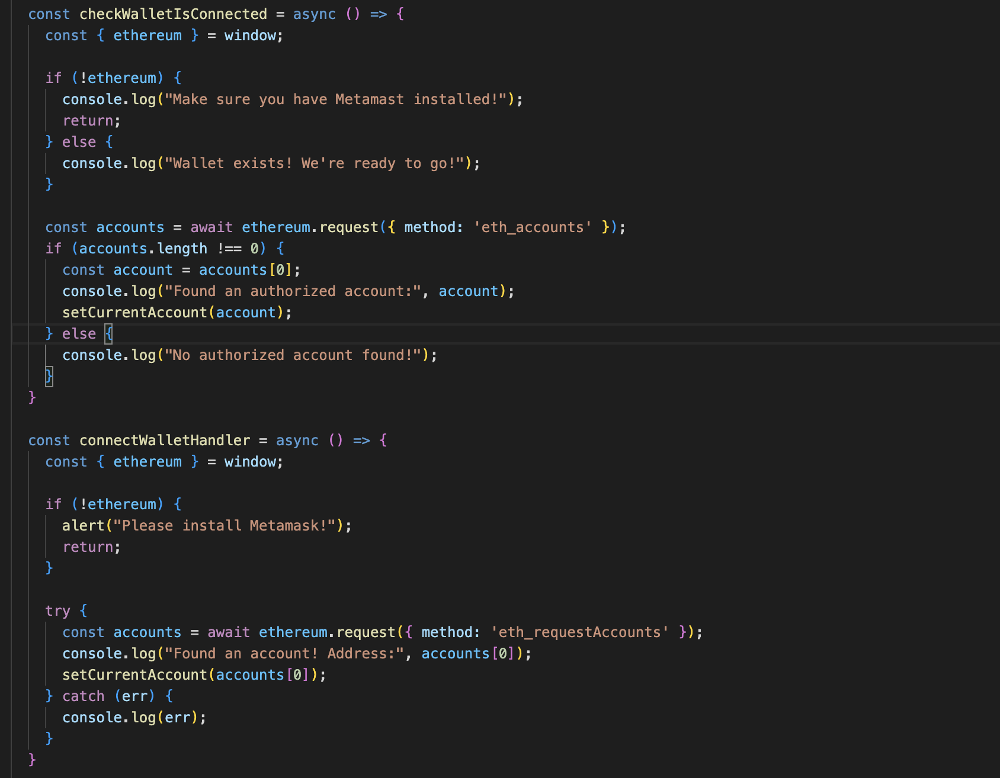 const checkWalletIsConnected = async () => {
  const { ethereum } = window;

  if (!ethereum) {
    console.log("Make sure you have Metamast installed!");
    return;
  } else {
    console.log("Wallet exists! We're ready to go!");
  }

  const accounts = await ethereum.request({ method: 'eth_accounts' });
  if (accounts.length !== 0) {
    const account = accounts[0];
    console.log("Found an authorized account:", account);
    setCurrentAccount(account);
  } else {
    console.log("No authorized account found!");
  }
}

const connectWalletHandler = async () => {
  const { ethereum } = window;

  if (!ethereum) {
    alert("Please install Metamask!");
    return;
  }

  try {
    const accounts = await ethereum.request({ method: 'eth_requestAccounts' });
    console.log("Found an account! Address:", accounts[0]);
    setCurrentAccount(accounts[0]);
  } catch (err) {
    console.log(err);
  }
}